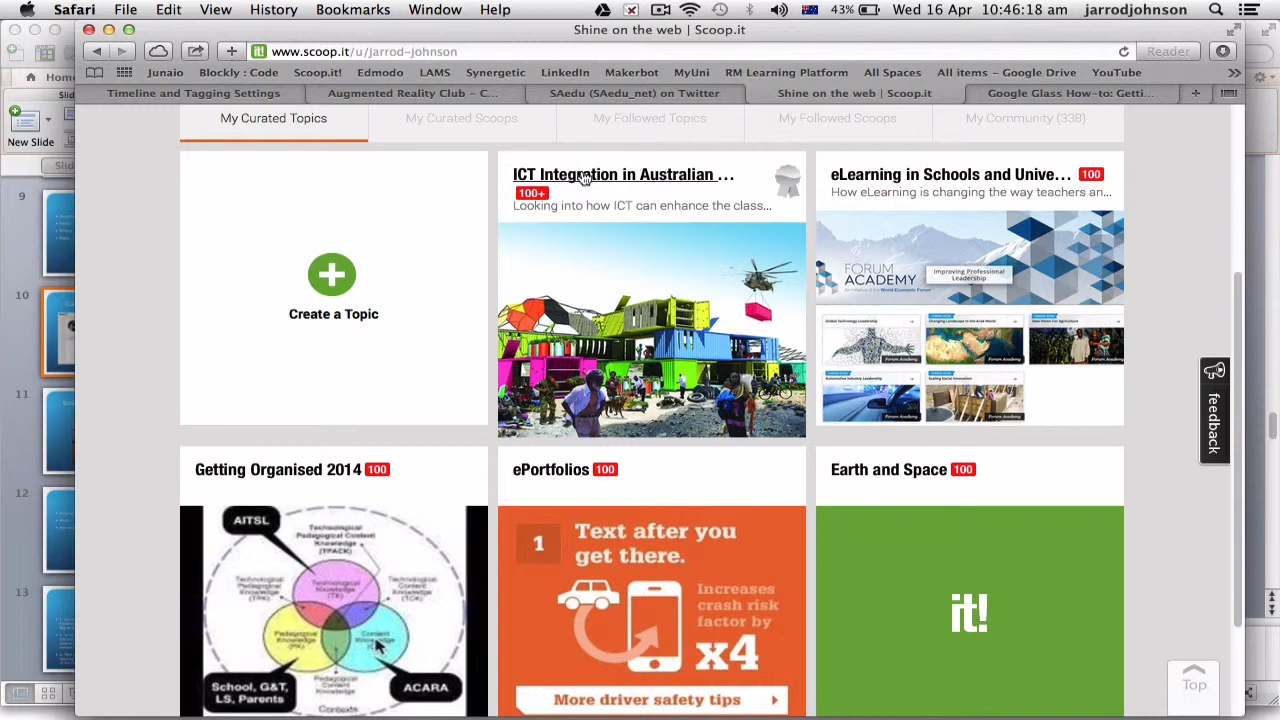 Safari File Edit View History Bookmarks Window Help 43% Wed 16 Apr 10:46:18 am jarrodjohnson
Shine on the web | Scoop.it
it! www.scoop.it/u/jarrod-johnson Reader
Junaio Blockly : Code Scoop.it! Edmodo LAMS Synergetic LinkedIn Makerbot MyUni RM Learning Platform All Spaces All items – Google Drive YouTube
Timeline and Tagging Settings Augmented Reality Club – C... SAedu (SAedu_net) on Twitter Shine on the web | Scoop.it Google Glass How-to: Getti...
Home
New Slide
9
10
11
12
13
My Curated Topics My Curated Scoops My Followed Topics My Followed Scoops My Community (338)
Create a Topic
ICT Integration in Australian ...
100+
Looking into how ICT can enhance the class...
eLearning in Schools and Unive... 100
How eLearning is changing the way teachers an...
FORUM
ACADEMY
Improving Professional
Leadership
feedback
Getting Organised 2014 100
AITSL
Technological
Pedagogical Content
Knowledge
(TPACK)
School, G&T,
LS, Parents
ACARA
Contexts
ePortfolios 100
1 Text after you
get there.
Increases
crash risk
factor by
x4
More driver safety tips
Earth and Space 100
it!
Top